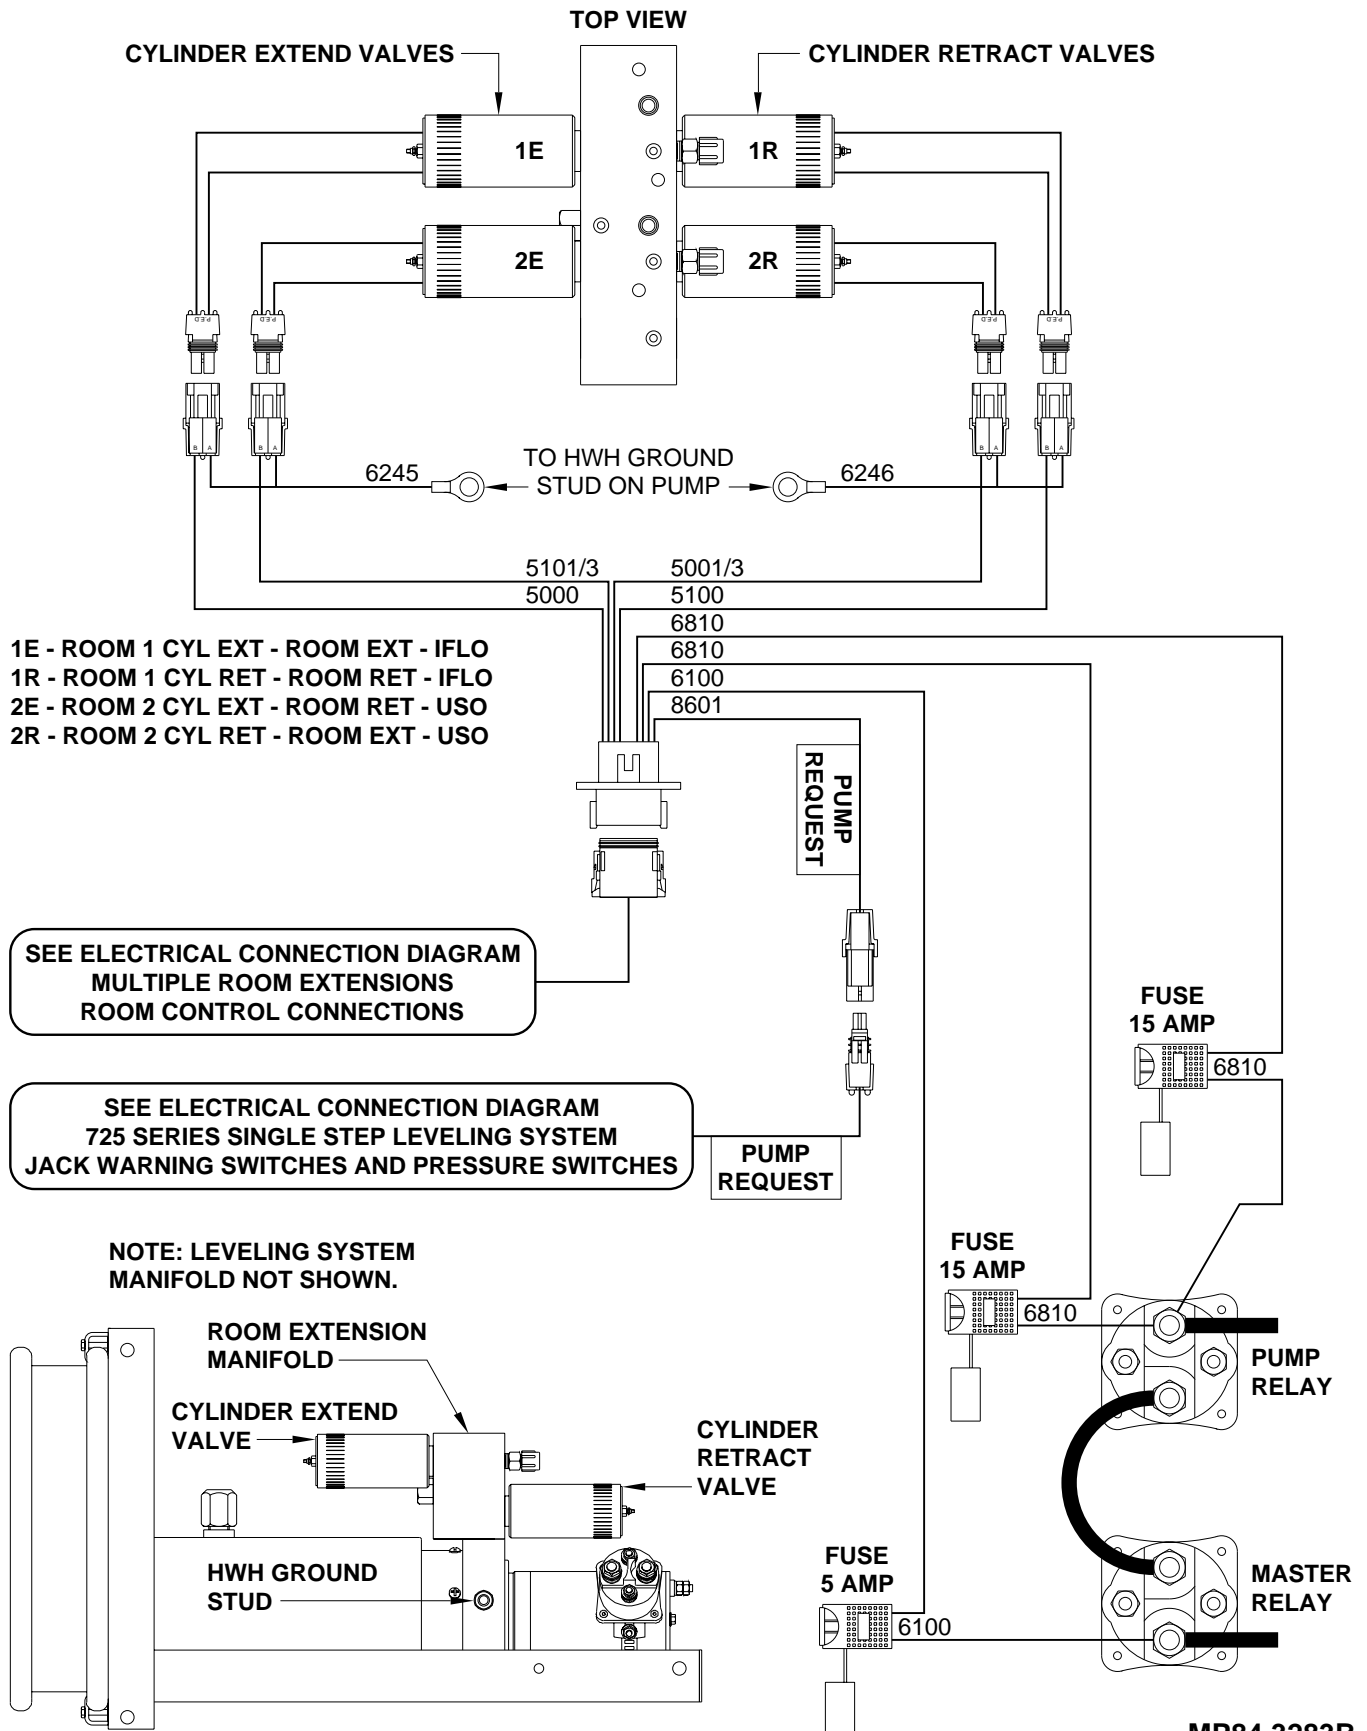 TOP VIEW
CYLINDER EXTEND VALVES
CYLINDER RETRACT VALVES
1E
1R
2E
2R
P.E.D
P.E.D
P.E.D
P.E.D
B A
B A
B A
B A
6245
TO HWH GROUND
STUD ON PUMP
6246
5101/3
5001/3
5000
5100
6810
6810
6100
8601
1E - ROOM 1 CYL EXT - ROOM EXT - IFLO
1R - ROOM 1 CYL RET - ROOM RET - IFLO
2E - ROOM 2 CYL EXT - ROOM RET - USO
2R - ROOM 2 CYL RET - ROOM EXT - USO
PUMP
REQUEST
SEE ELECTRICAL CONNECTION DIAGRAM
MULTIPLE ROOM EXTENSIONS
ROOM CONTROL CONNECTIONS
FUSE
15 AMP
6810
SEE ELECTRICAL CONNECTION DIAGRAM
725 SERIES SINGLE STEP LEVELING SYSTEM
JACK WARNING SWITCHES AND PRESSURE SWITCHES
PUMP
REQUEST
NOTE: LEVELING SYSTEM
MANIFOLD NOT SHOWN.
FUSE
15 AMP
6810
PUMP
RELAY
ROOM EXTENSION
MANIFOLD
CYLINDER EXTEND
VALVE
CYLINDER
RETRACT
VALVE
HWH GROUND
STUD
FUSE
5 AMP
6100
MASTER
RELAY